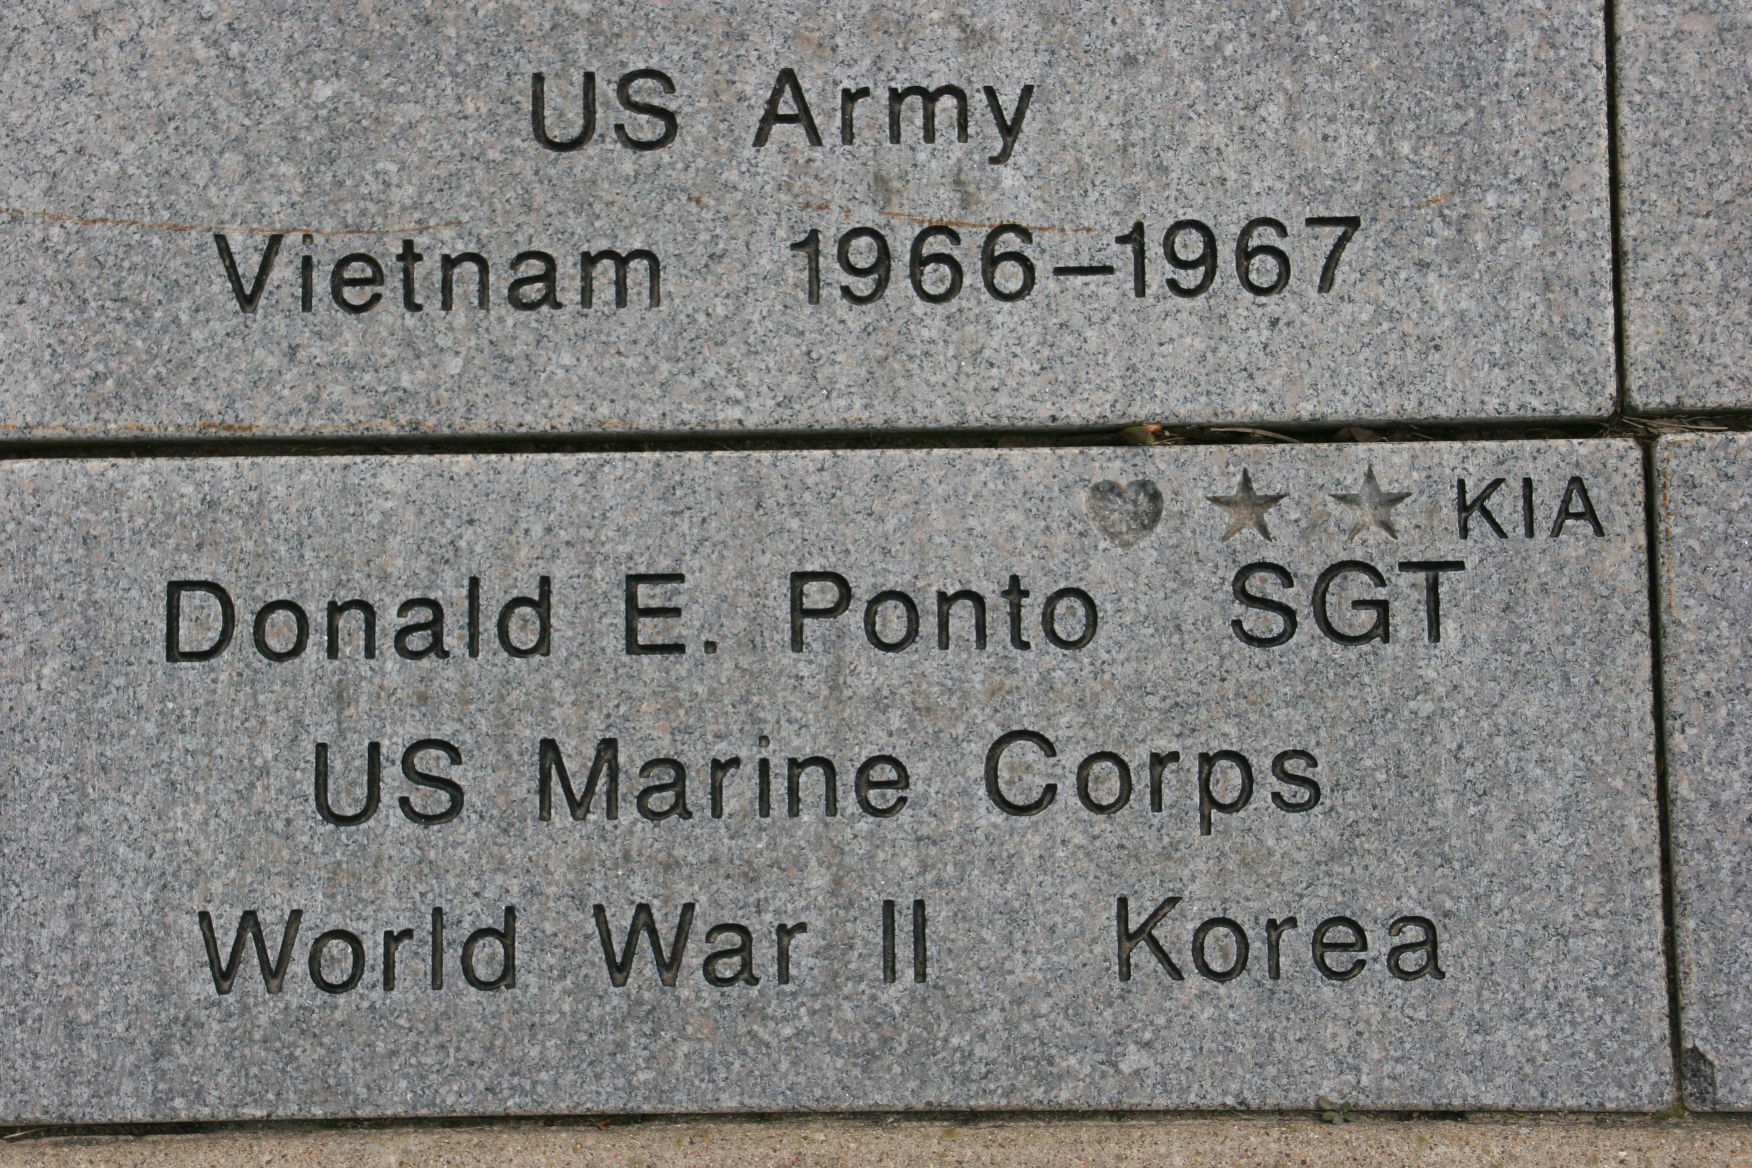 US Army
Vietnam 1966-1967
KIA
Donald E. Ponto SGT
US Marine Corps
World War II Korea